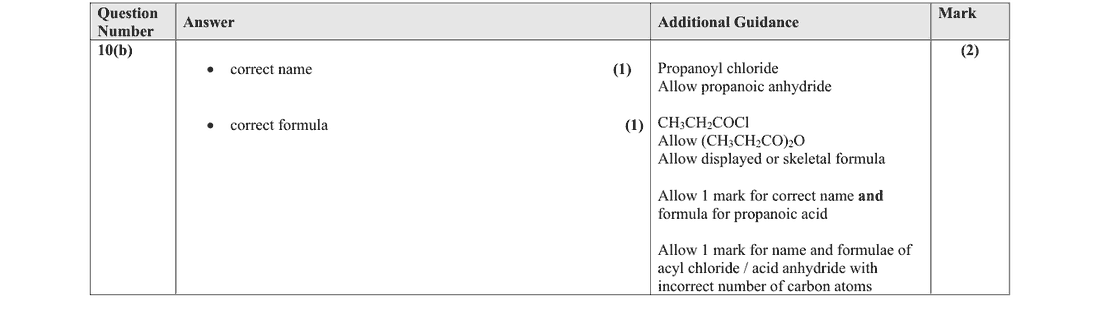 Question Number
Answer
Additional Guidance
Mark
10(b)
• correct name (1)
Propanoyl chloride
Allow propanoic anhydride
(2)
• correct formula (1)
CH₃CH₂COCl
Allow (CH₃CH₂CO)₂O
Allow displayed or skeletal formula
Allow 1 mark for correct name and
formula for propanoic acid
Allow 1 mark for name and formulae of
acyl chloride / acid anhydride with
incorrect number of carbon atoms